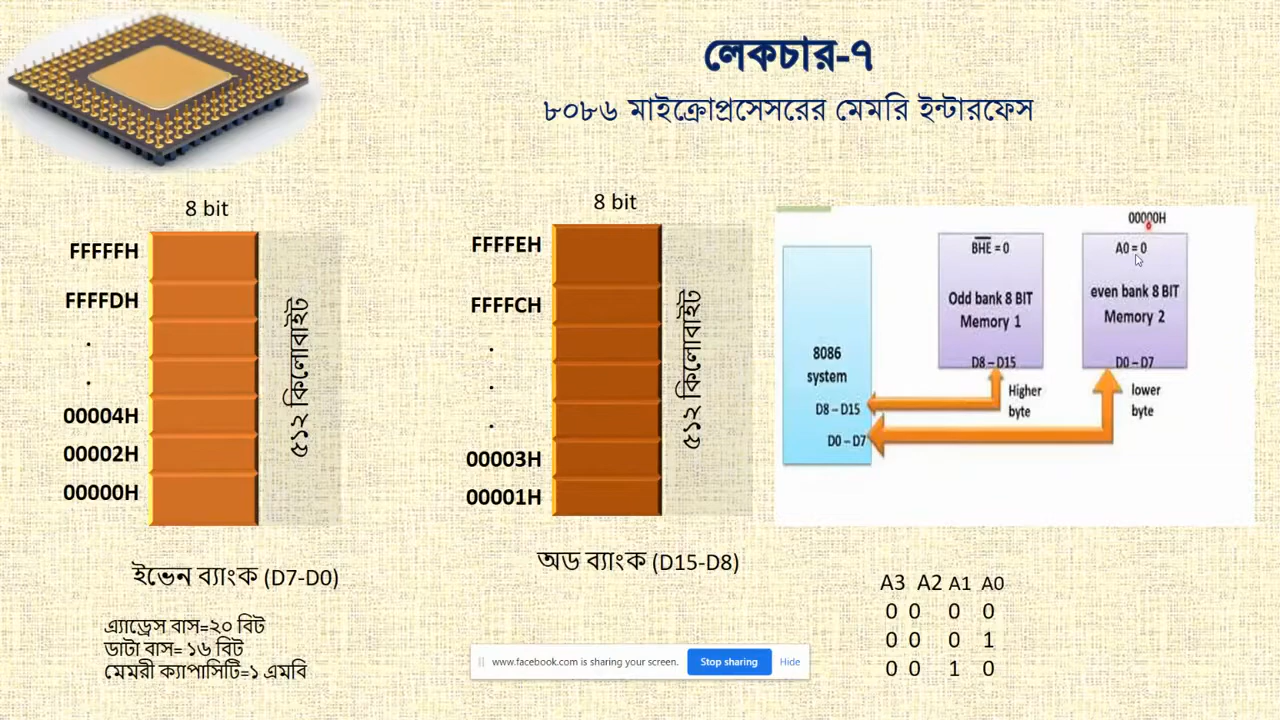 লেকচার-৭
৮০৮৬ মাইক্রোপ্রসেসরের মেমরি ইন্টারফেস
8 bit
FFFFFH
FFFFDH
.
.
00004H
00002H
00000H
৫১২ কিলোবাইট
ইভেন ব্যাংক (D7-D0)
8 bit
FFFFEH
FFFFCH
.
.
.
00003H
00001H
৫১২ কিলোবাইট
অড ব্যাংক (D15-D8)
00000H
BHE = 0
Odd bank 8 BIT
Memory 1
D8 – D15
A0 = 0
even bank 8 BIT
Memory 2
D0 – D7
8086
system
D8 – D15
D0 – D7
Higher
byte
lower
byte
এ্যাড্রেস বাস=২০ বিট
ডাটা বাস= ১৬ বিট
মেমরী ক্যাপাসিটি=১ এমবি
A3 A2 A1 A0
0 0 0 0
0 0 0 1
0 0 1 0
www.facebook.com is sharing your screen. Stop sharing Hide